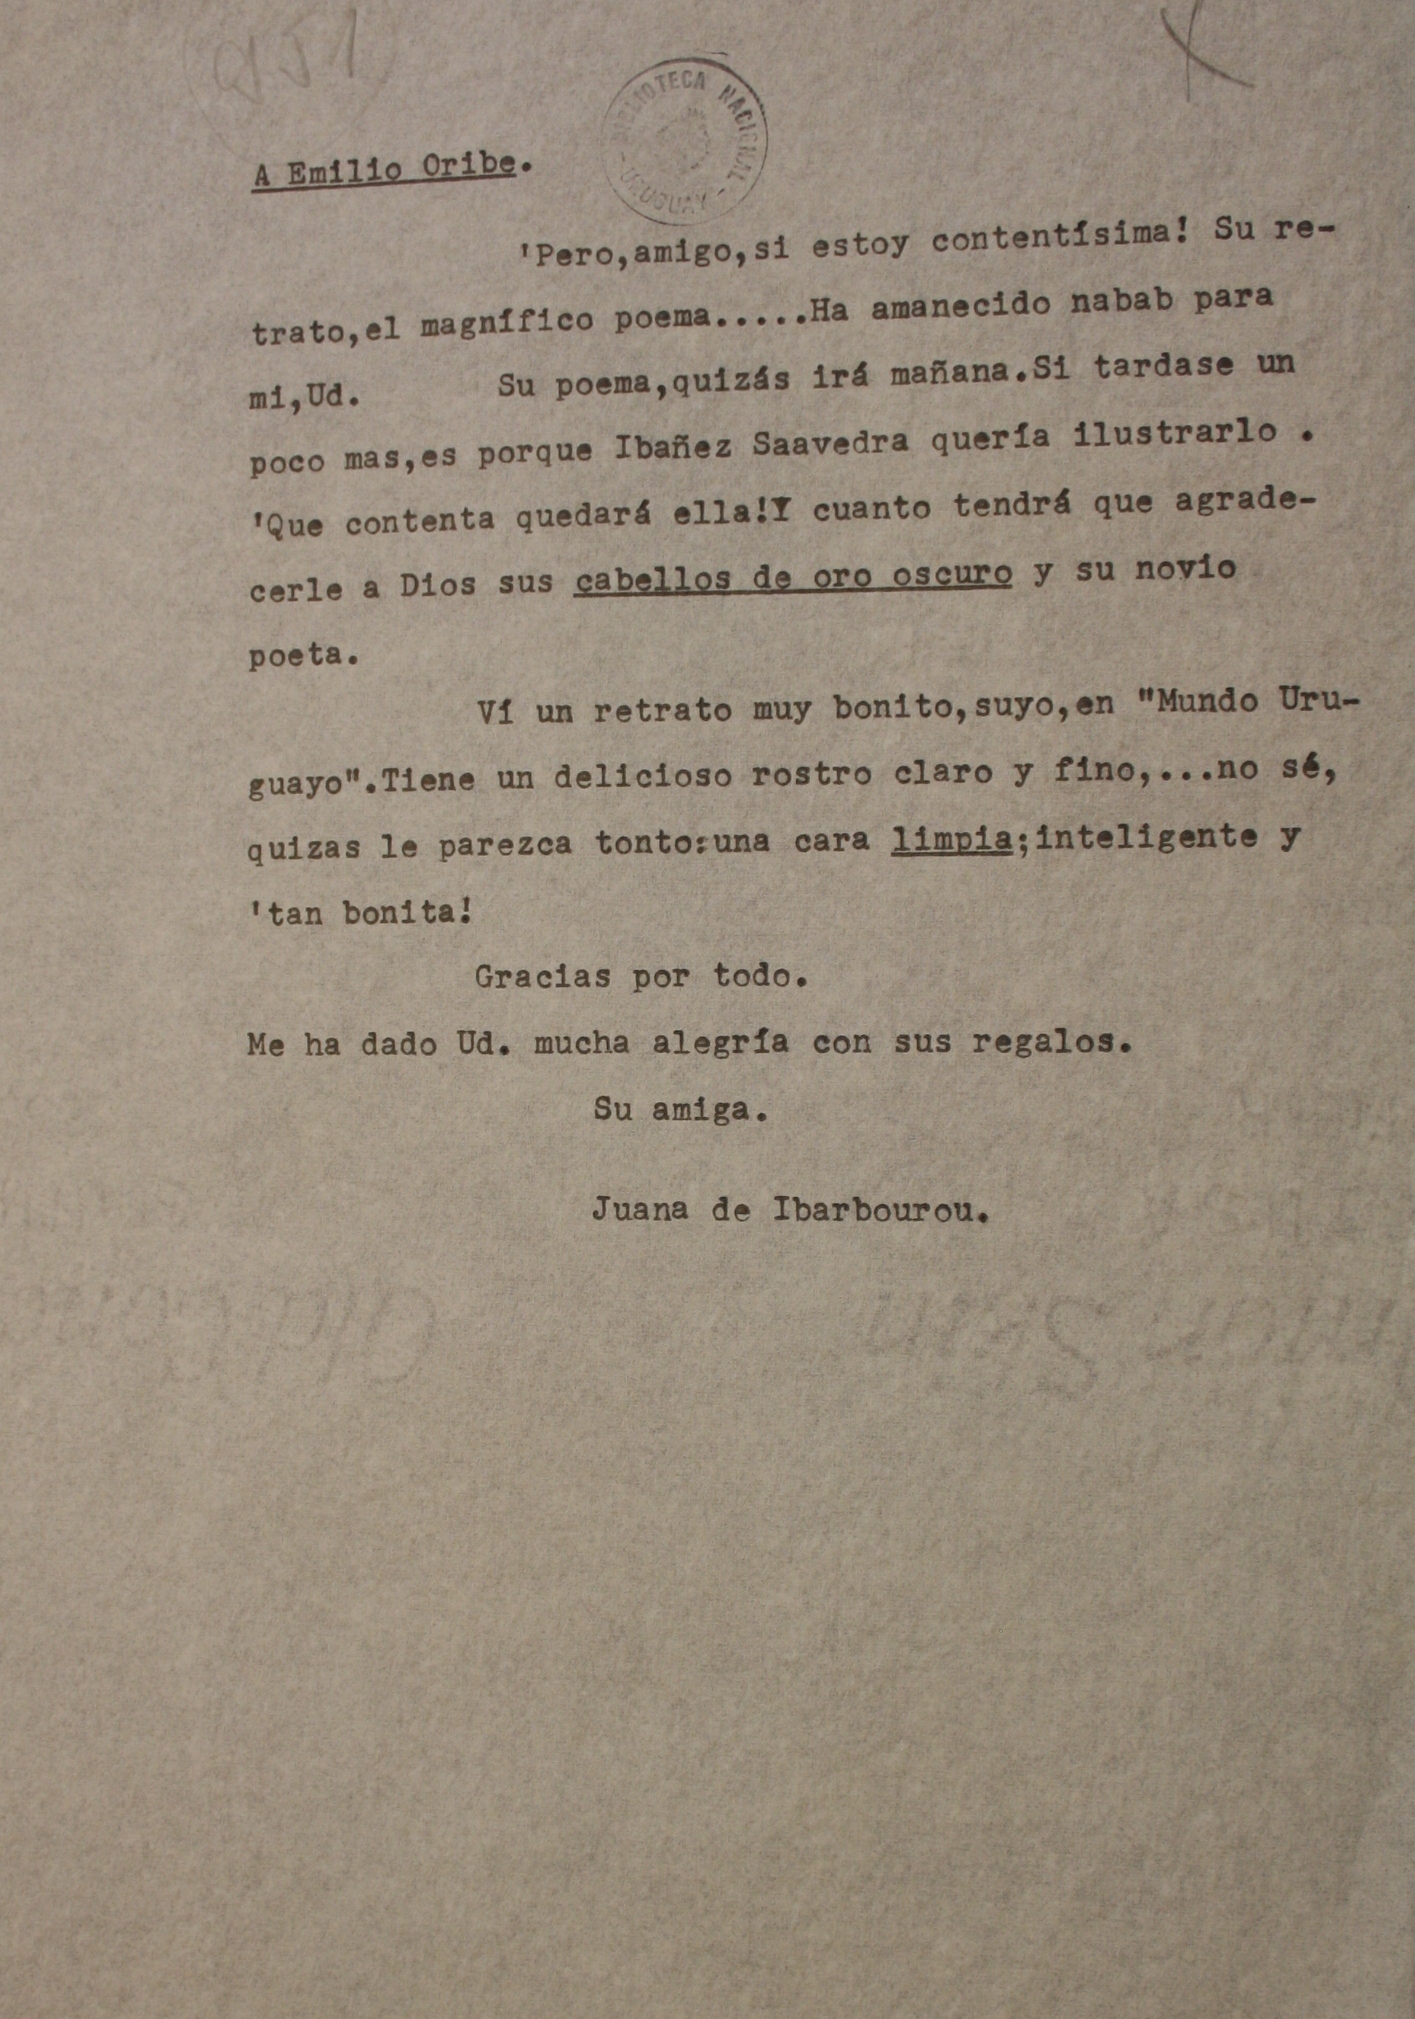 BIBLIOTECA NACIONAL
- URUGUAY -
A Emilio Oribe.
'Pero,amigo,si estoy contentísima! Su re-
trato,el magnífico poema.....Ha amanecido nabab para
mi,Ud. Su poema,quizás irá mañana.Si tardase un
poco mas,es porque Ibañez Saavedra quería ilustrarlo .
'Que contenta quedará ella!Y cuanto tendrá que agrade-
cerle a Dios sus cabellos de oro oscuro y su novio
poeta.
Ví un retrato muy bonito,suyo,en "Mundo Uru-
guayo".Tiene un delicioso rostro claro y fino,...no sé,
quizas le parezca tonto:una cara limpia;inteligente y
'tan bonita!
Gracias por todo.
Me ha dado Ud. mucha alegría con sus regalos.
Su amiga.
Juana de Ibarbourou.